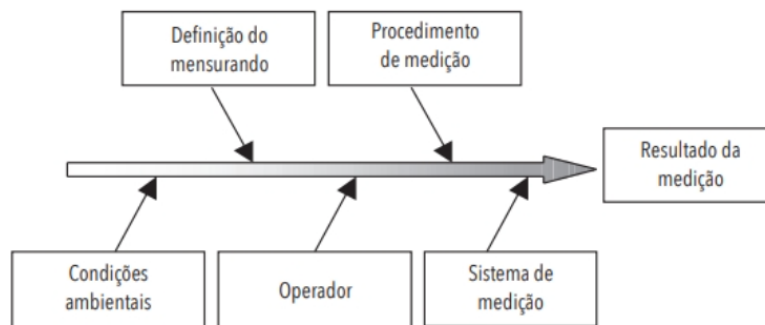 Definição do
mensurando
Procedimento
de medição
Resultado da
medição
Condições
ambientais
Operador
Sistema de
medição